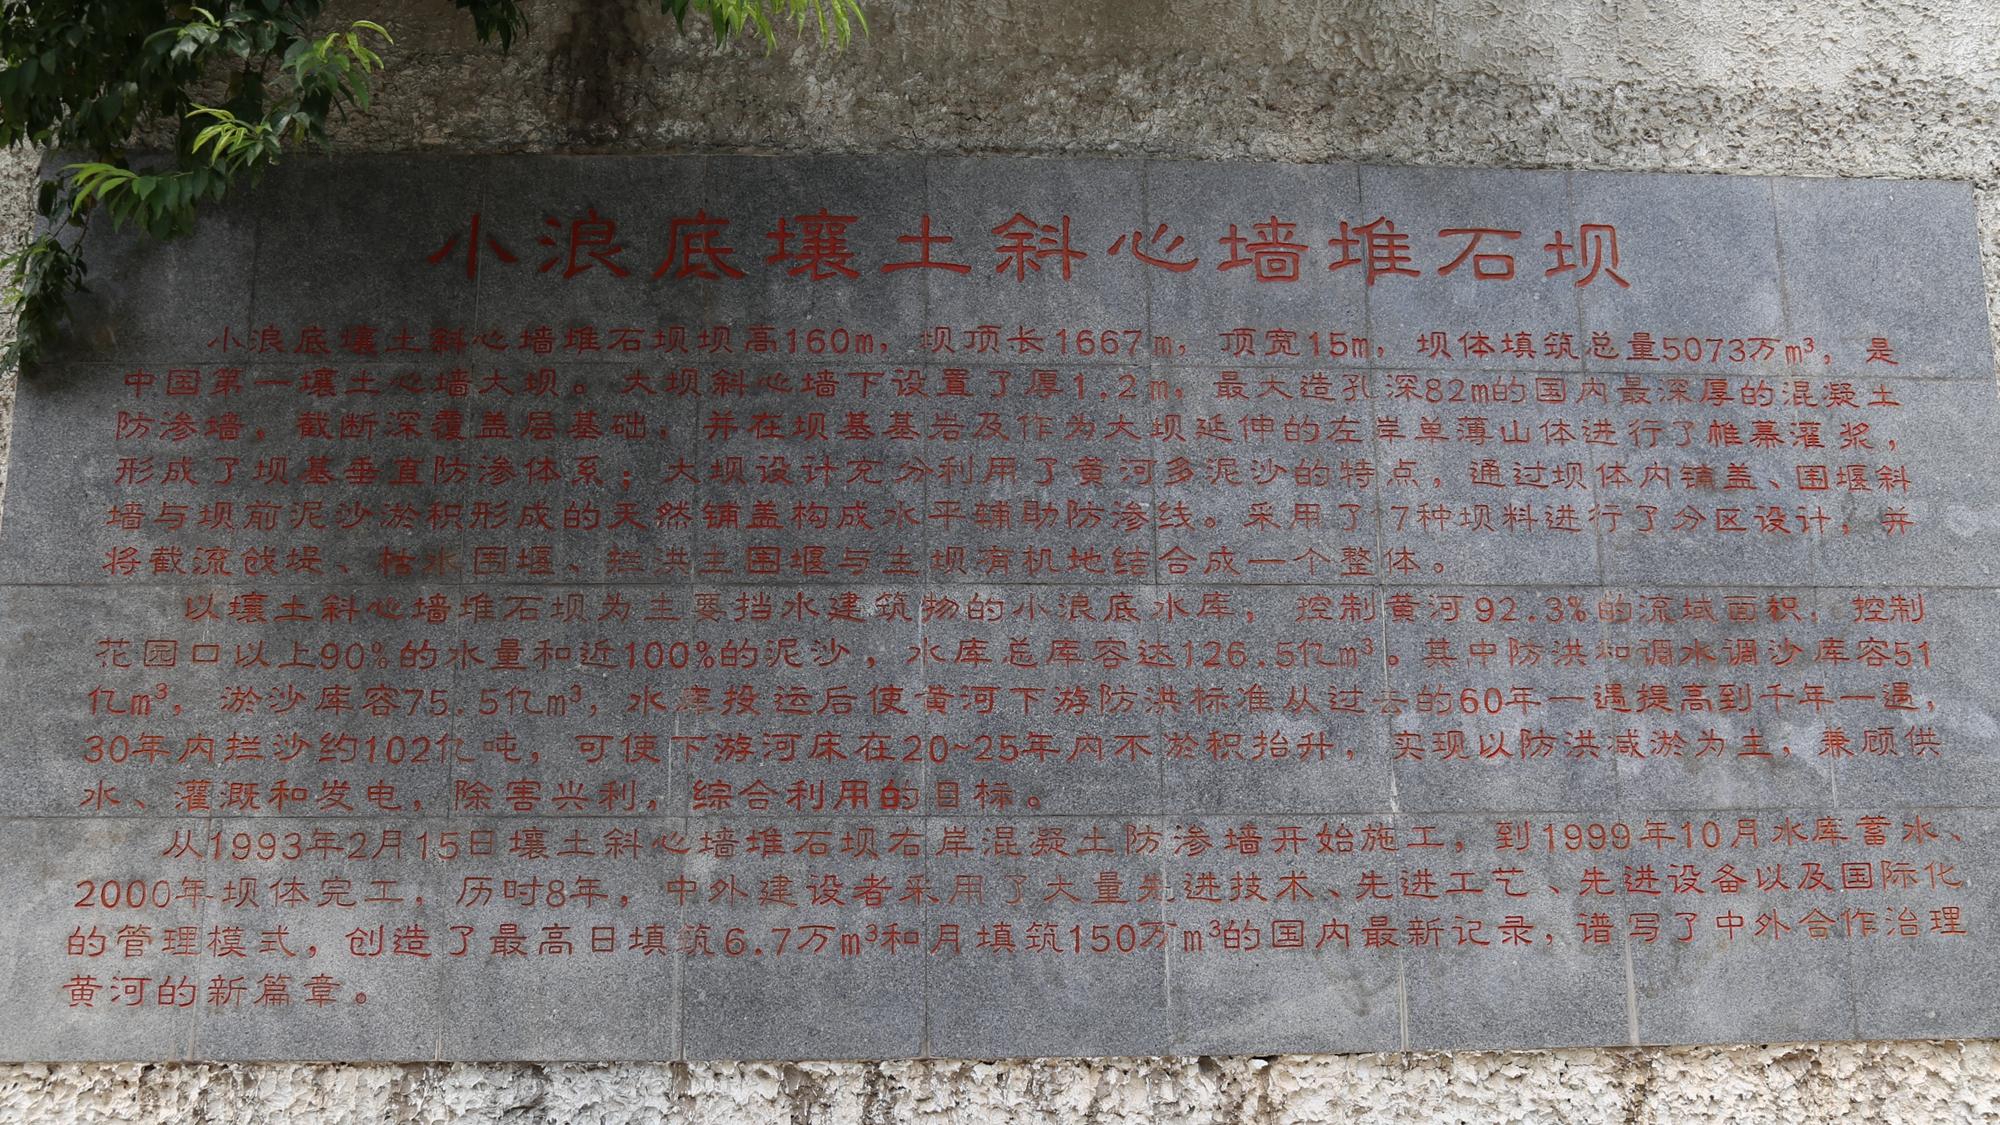 小浪底壤土斜心墙堆石坝
小浪底壤土斜心墙堆石坝坝高160m，坝顶长1667m，顶宽15m，坝体填筑总量5073万m³，是
中国第一壤土心墙大坝。大坝斜心墙下设置了厚1.2m，最大造孔深82m的国内最深厚的混凝土
防渗墙，截断深覆盖层基础，并在坝基基岩及作为大坝延伸的左岸单薄山体进行了帷幕灌浆，
形成了坝基垂直防渗体系；大坝设计充分利用了黄河多泥沙的特点，通过坝体内铺盖、围堰斜
墙与坝前泥沙淤积形成的天然铺盖构成水平辅助防渗线。采用了17种坝料进行了分区设计，并
将截流戗堤、枯水围堰、拦洪主围堰与主坝有机地结合成一个整体。
以壤土斜心墙堆石坝为主要挡水建筑物的小浪底水库，控制黄河92.3%的流域面积，控制
花园口以上90%的水量和近100%的泥沙，水库总库容达126.5亿m³。其中防洪和调水调沙库容51
亿m³，淤沙库容75.5亿m³，水库投运后使黄河下游防洪标准从过去的60年一遇提高到千年一遇，
30年内拦沙约102亿吨，可使下游河床在20~25年内不淤积抬升，实现以防洪减淤为主，兼顾供
水、灌溉和发电，除害兴利，综合利用的目标。
从1993年2月15日壤土斜心墙堆石坝右岸混凝土防渗墙开始施工，到1999年10月水库蓄水、
2000年坝体完工，历时8年，中外建设者采用了大量先进技术、先进工艺、先进设备以及国际化
的管理模式，创造了最高日填筑6.7万m³和月填筑150万m³的国内最新记录，谱写了中外合作治理
黄河的新篇章。